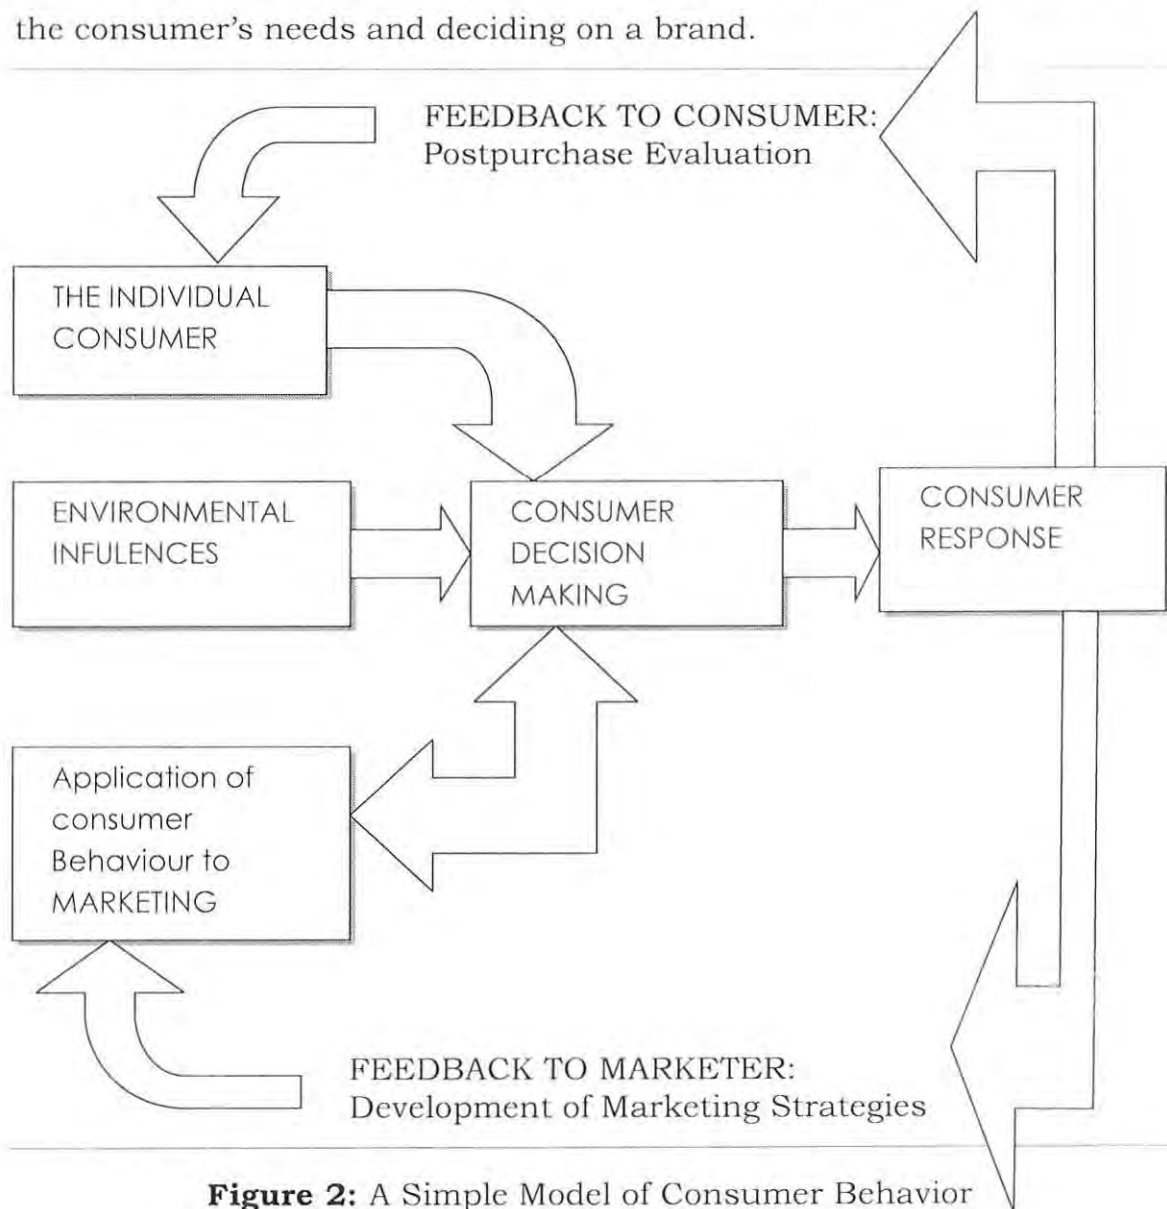 the consumer's needs and deciding on a brand.
FEEDBACK TO CONSUMER:
Postpurchase Evaluation
THE INDIVIDUAL
CONSUMER
ENVIRONMENTAL
INFULENCES
CONSUMER
DECISION
MAKING
CONSUMER
RESPONSE
Application of
consumer
Behaviour to
MARKETING
FEEDBACK TO MARKETER:
Development of Marketing Strategies
Figure 2: A Simple Model of Consumer Behavior